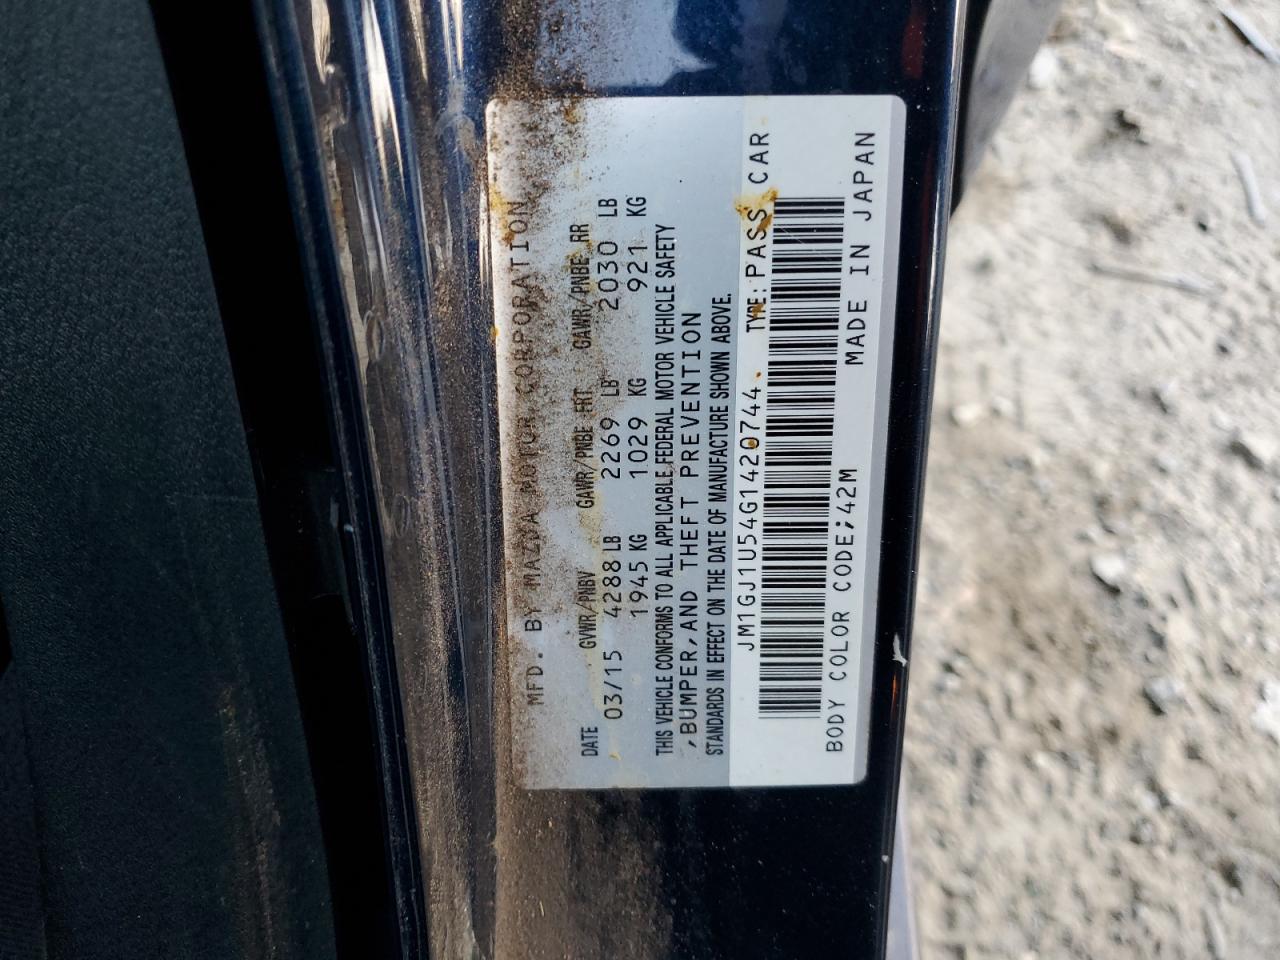 MFD. BY MAZDA MOTOR CORPORATION
DATE GVWR/PNBV GAWR/PNBE FRT GAWR/PNBE RR
03/15 4288 LB 2269 LB 2030 LB
1945 KG 1029 KG 921 KG
THIS VEHICLE CONFORMS TO ALL APPLICABLE FEDERAL MOTOR VEHICLE SAFETY
,BUMPER, AND THEFT PREVENTION
STANDARDS IN EFFECT ON THE DATE OF MANUFACTURE SHOWN ABOVE.
JM1GJ1U54G1420744 TYPE: PASS CAR
BODY COLOR CODE;42M MADE IN JAPAN